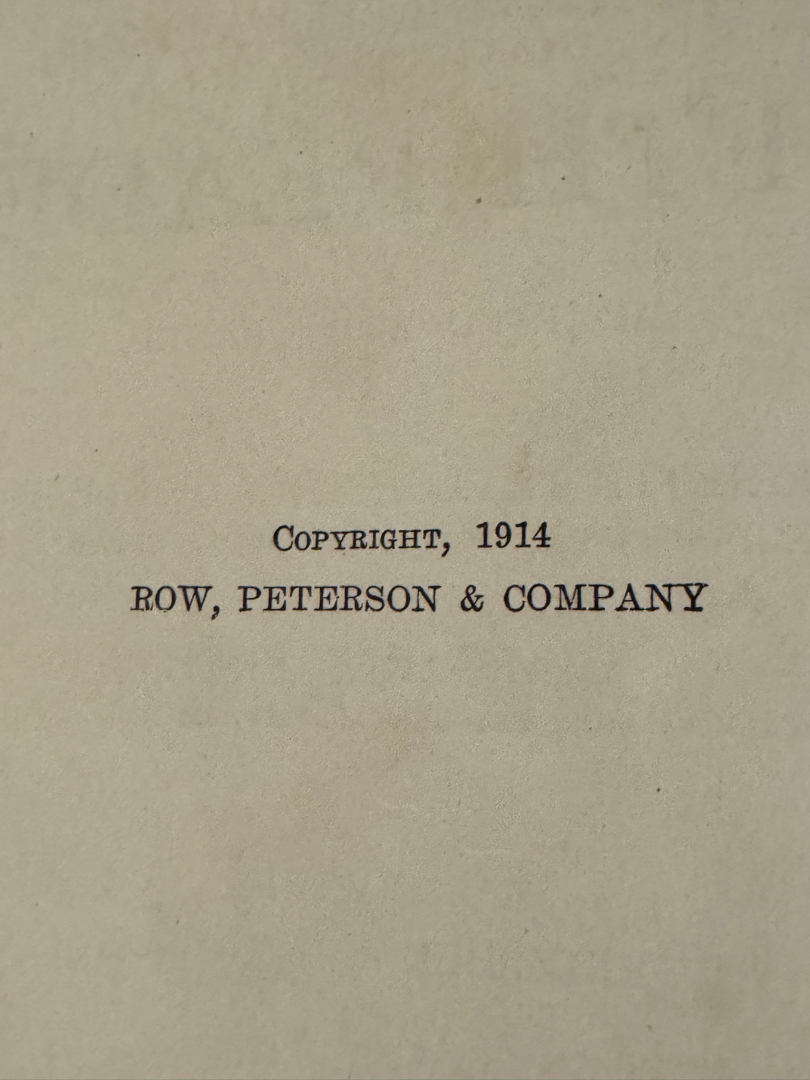 Copyright, 1914
ROW, PETERSON & COMPANY